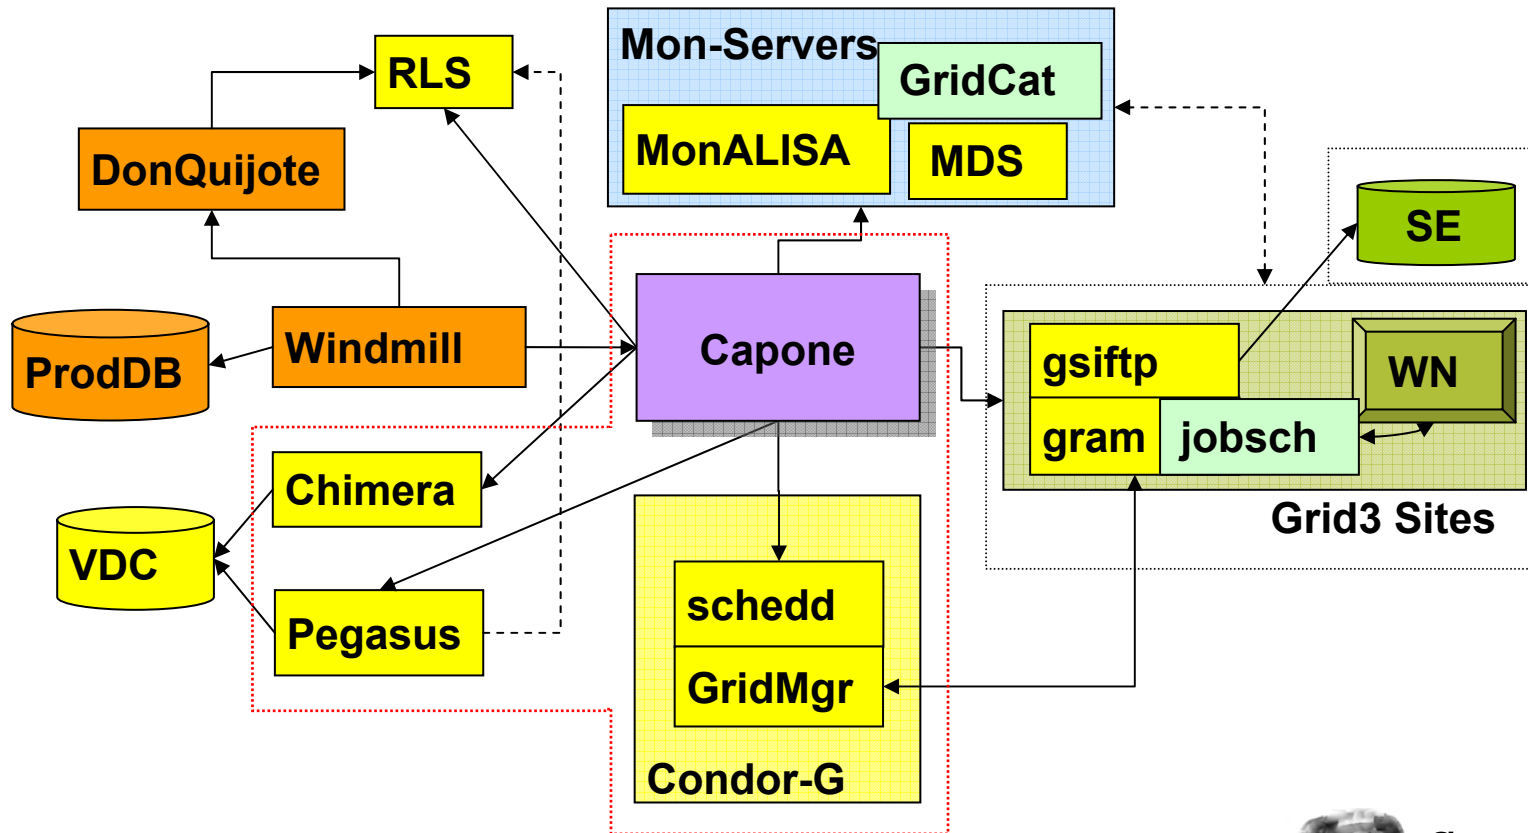 Mon-Servers
RLS
GridCat
MonALISA
MDS
DonQuijote
SE
ProdDB
Windmill
Capone
gsiftp
WN
gram
jobsch
Grid3 Sites
Chimera
VDC
Pegasus
schedd
GridMgr
Condor-G